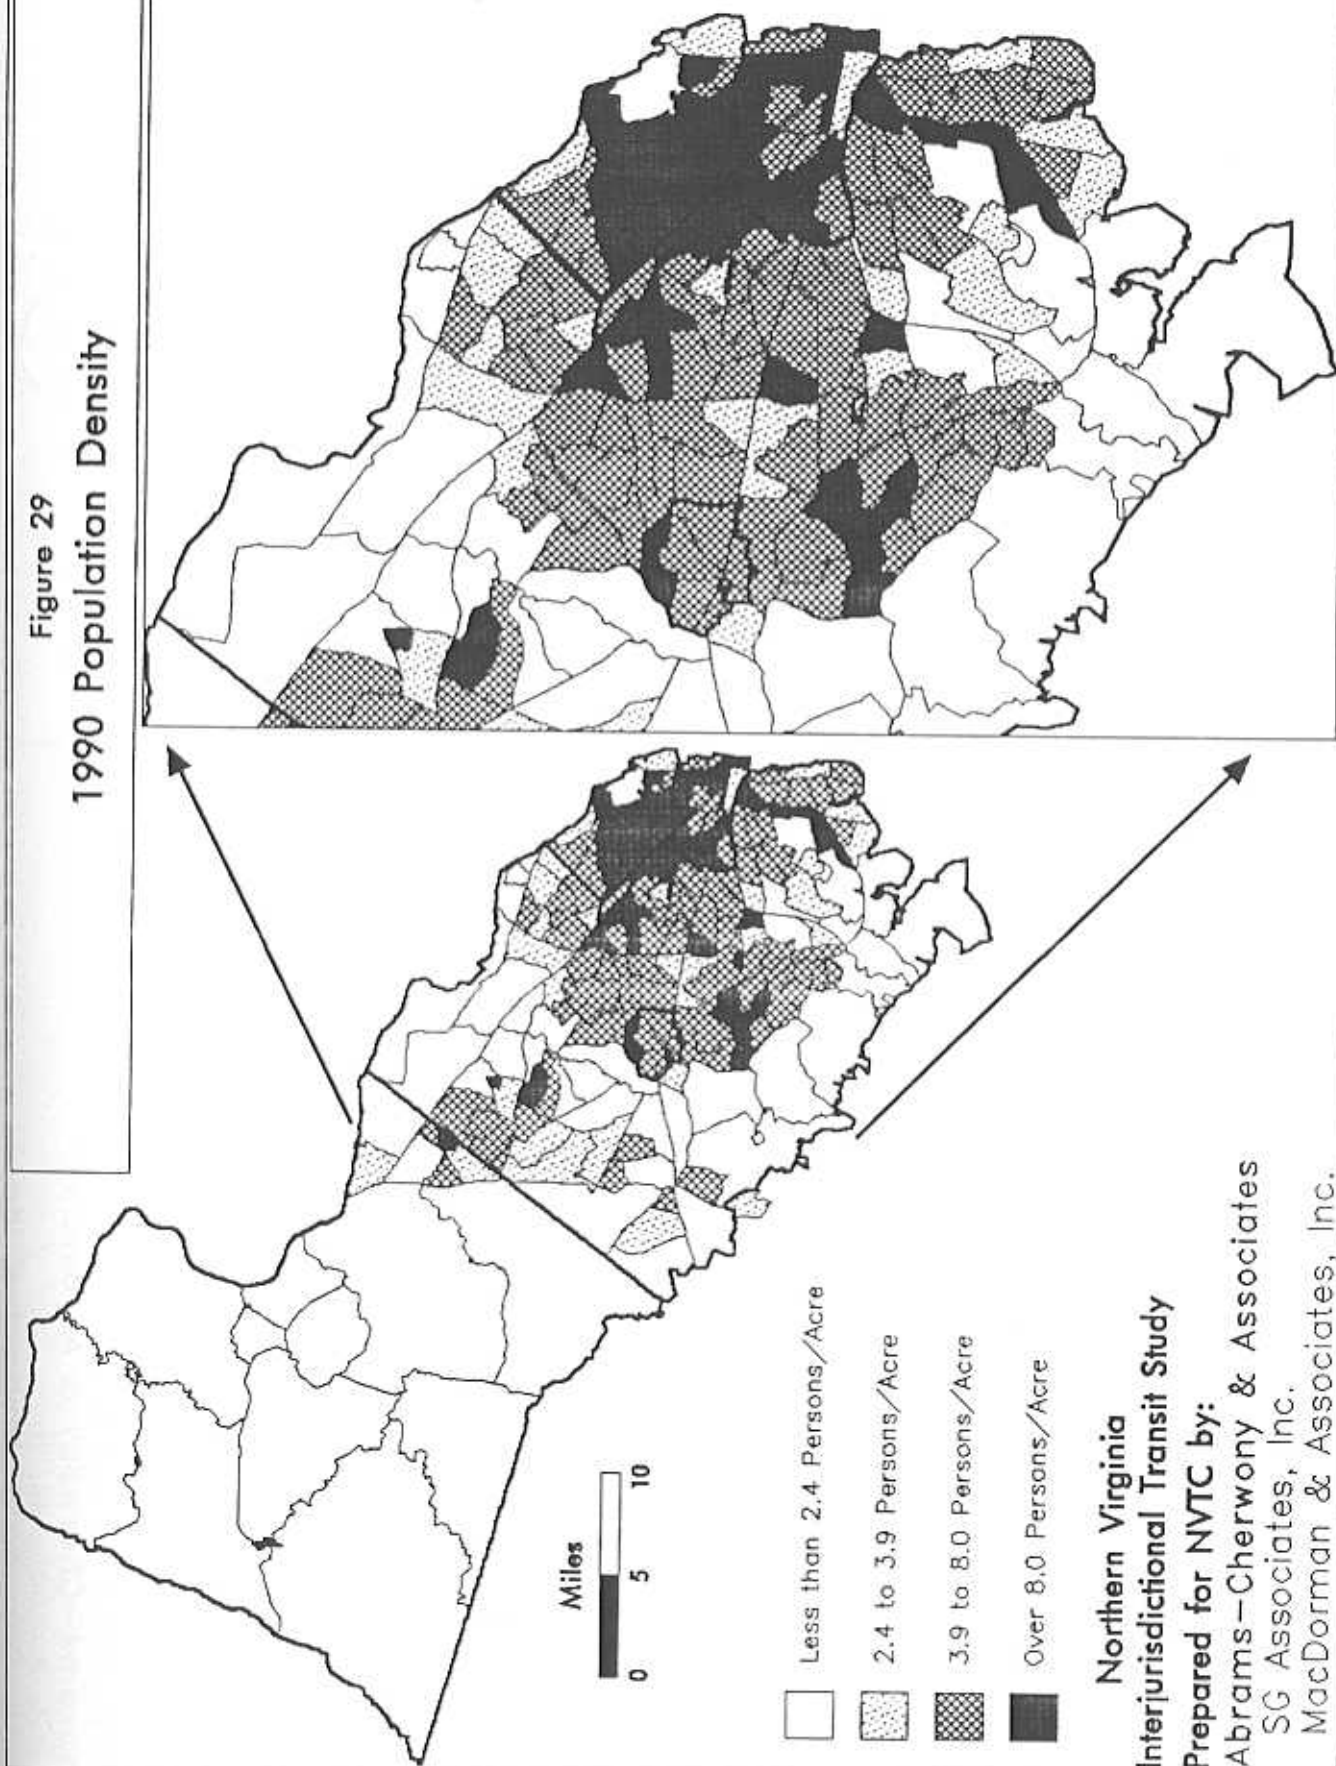 Figure 29
1990 Population Density
Miles
0 5 10
Less than 2.4 Persons/Acre
2.4 to 3.9 Persons/Acre
3.9 to 8.0 Persons/Acre
Over 8.0 Persons/Acre
Northern Virginia
Interjurisdictional Transit Study
Prepared for NVTC by:
Abrams-Cherwony & Associates
SG Associates, Inc.
MacDorman & Associates, Inc.